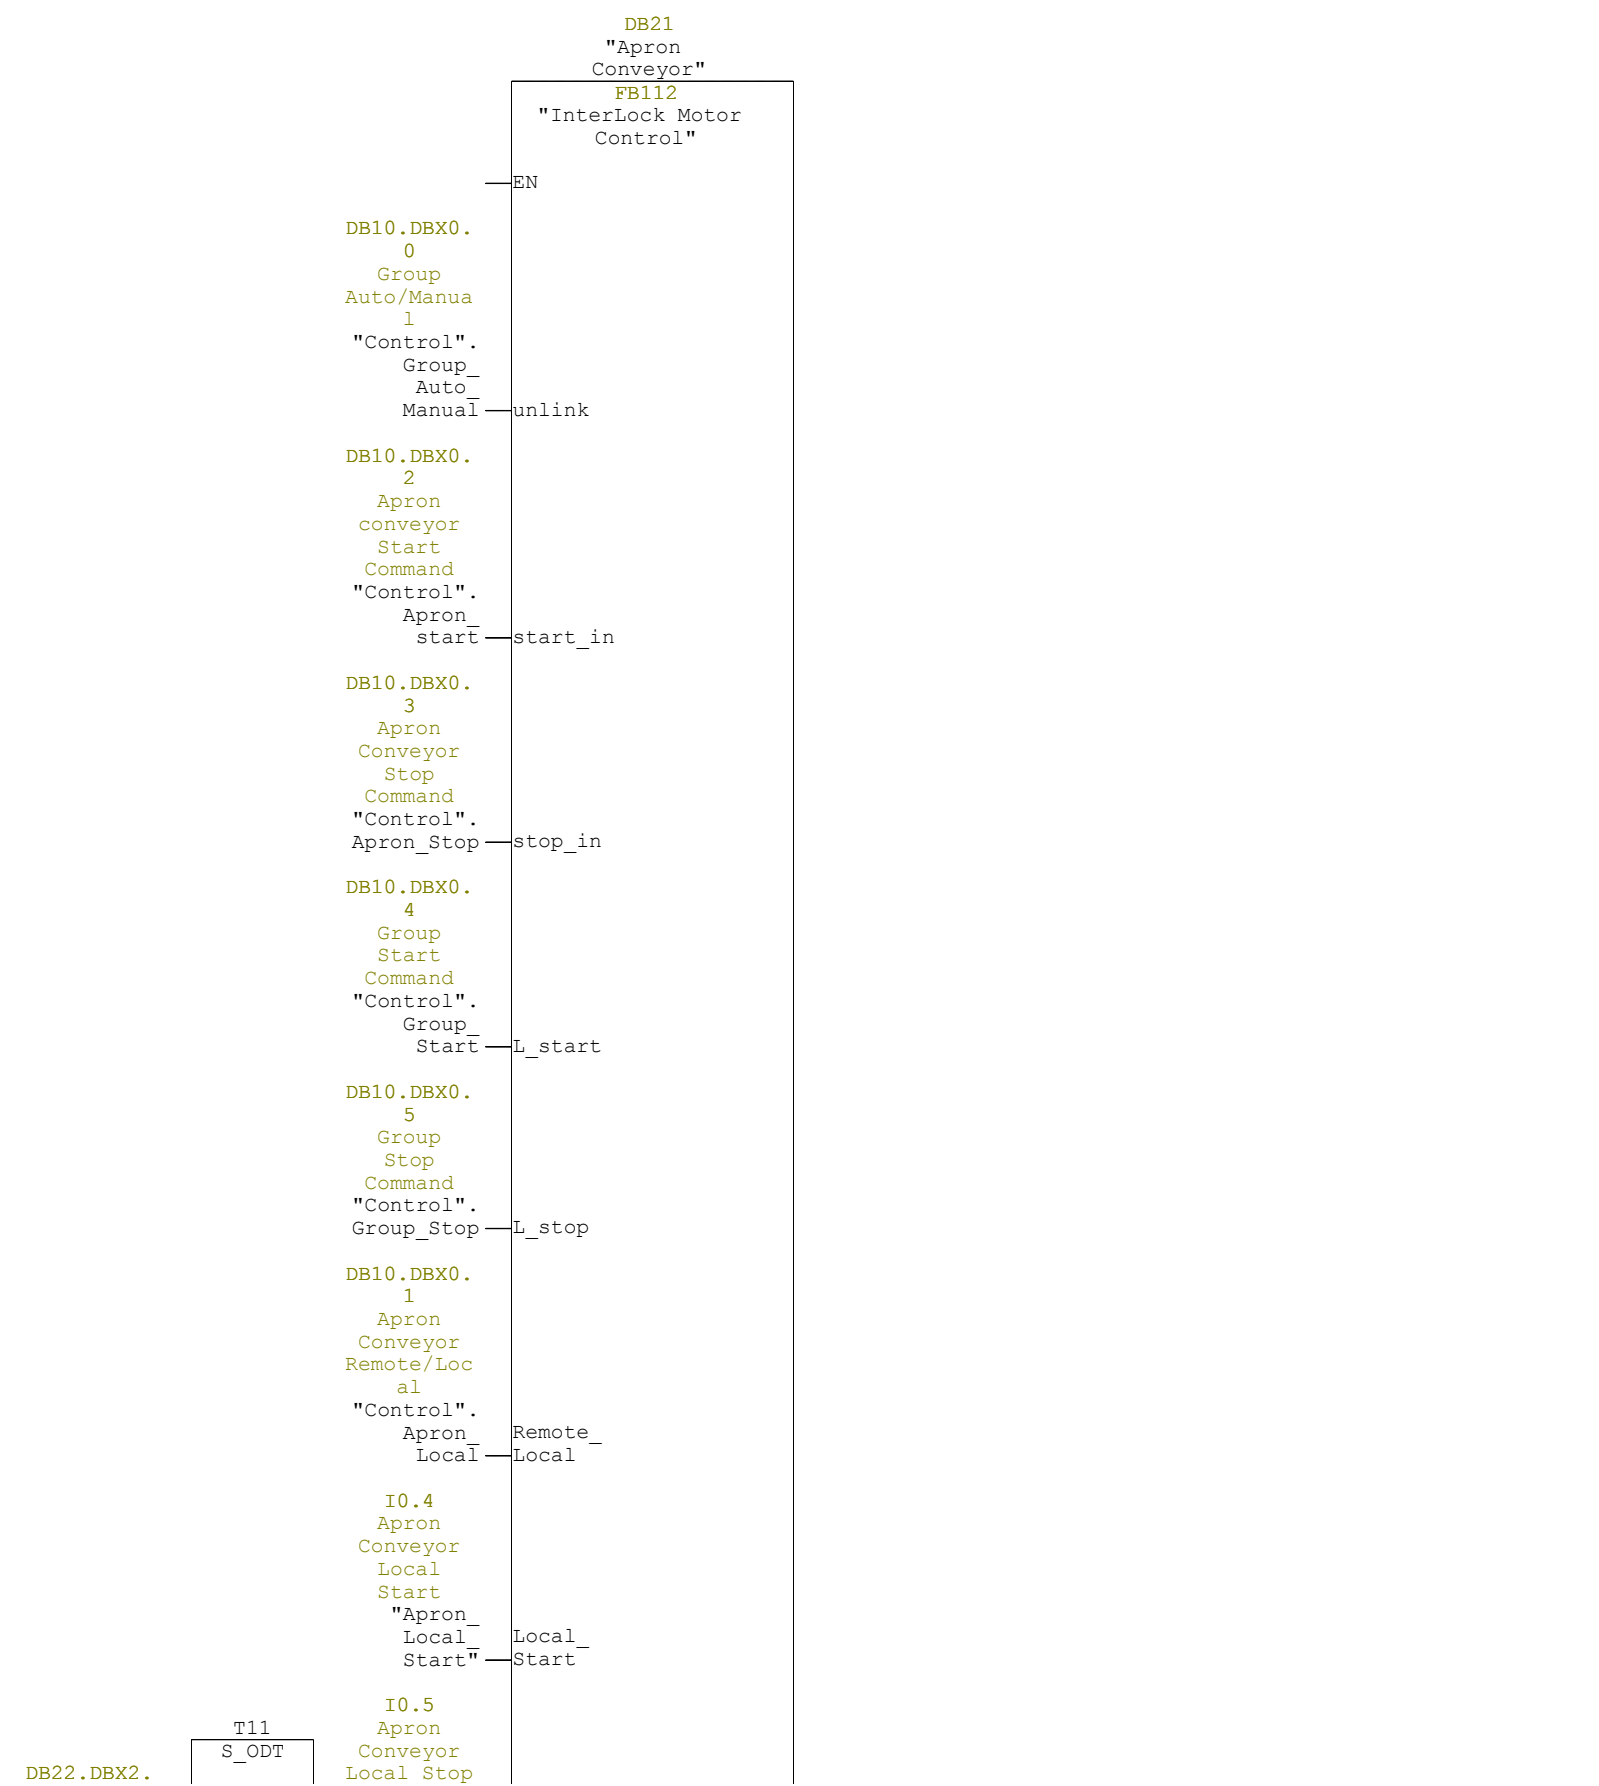 DB21
"Apron
Conveyor"
FB112
"InterLock Motor
Control"
EN
DB10.DBX0.
0
Group
Auto/Manua
l
"Control".
Group_
Auto_
Manual
unlink
DB10.DBX0.
2
Apron
conveyor
Start
Command
"Control".
Apron_
start
start_in
DB10.DBX0.
3
Apron
Conveyor
Stop
Command
"Control".
Apron_Stop
stop_in
DB10.DBX0.
4
Group
Start
Command
"Control".
Group_
Start
L_start
DB10.DBX0.
5
Group
Stop
Command
"Control".
Group_Stop
L_stop
DB10.DBX0.
1
Apron
Conveyor
Remote/Loc
al
"Control".
Apron_
Local
Remote_
Local
I0.4
Apron
Conveyor
Local
Start
"Apron_
Local_
Start"
Local_
Start
I0.5
Apron
Conveyor
Local Stop
T11
S_ODT
DB22.DBX2.